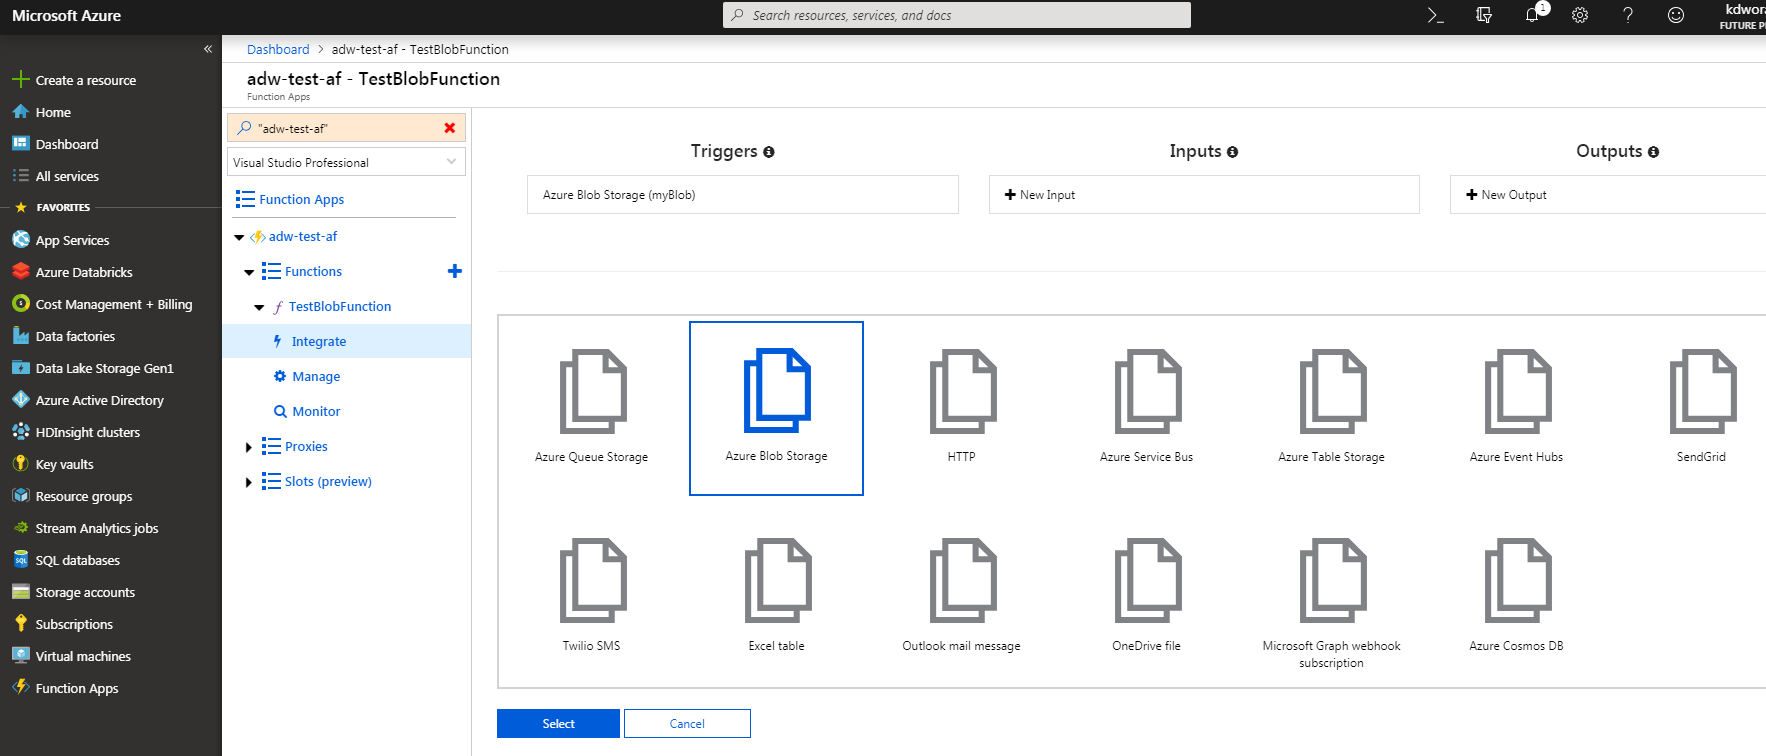 Microsoft Azure
Search resources, services, and docs
1
kdwora
FUTURE P
«
Dashboard > adw-test-af - TestBlobFunction
Create a resource
Home
Dashboard
All services
FAVORITES
App Services
Azure Databricks
Cost Management + Billing
Data factories
Data Lake Storage Gen1
Azure Active Directory
HDInsight clusters
Key vaults
Resource groups
Stream Analytics jobs
SQL databases
Storage accounts
Subscriptions
Virtual machines
Function Apps
adw-test-af - TestBlobFunction
Function Apps
"adw-test-af"
Visual Studio Professional
Function Apps
adw-test-af
Functions
TestBlobFunction
Integrate
Manage
Monitor
Proxies
Slots (preview)
Triggers
Inputs
Outputs
Azure Blob Storage (myBlob)
New Input
New Output
Azure Queue Storage
Azure Blob Storage
HTTP
Azure Service Bus
Azure Table Storage
Azure Event Hubs
SendGrid
Twilio SMS
Excel table
Outlook mail message
OneDrive file
Microsoft Graph webhook
subscription
Azure Cosmos DB
Select
Cancel